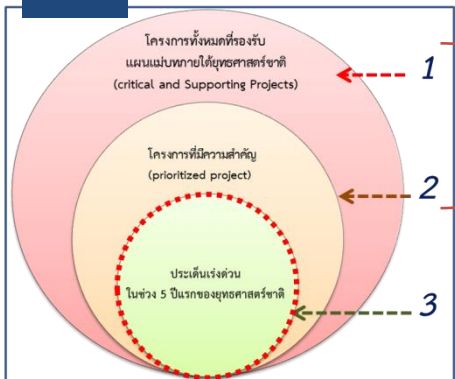 โครงการทั้งหมดที่รองรับ
แผนแม่บทภายใต้ยุทธศาสตร์ชาติ
(critical and Supporting Projects)
1
โครงการที่มีความสำคัญ
(prioritized project)
2
ประเด็นเร่งด่วน
ในช่วง 5 ปีแรกของยุทธศาสตร์ชาติ
3